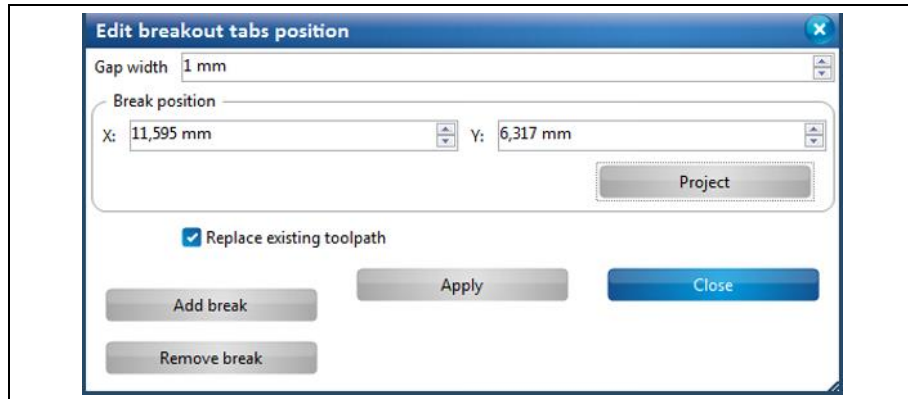 Edit breakout tabs position
Gap width 1 mm
Break position
X: 11,595 mm Y: 6,317 mm
Project
Replace existing toolpath
Apply Close
Add break
Remove break